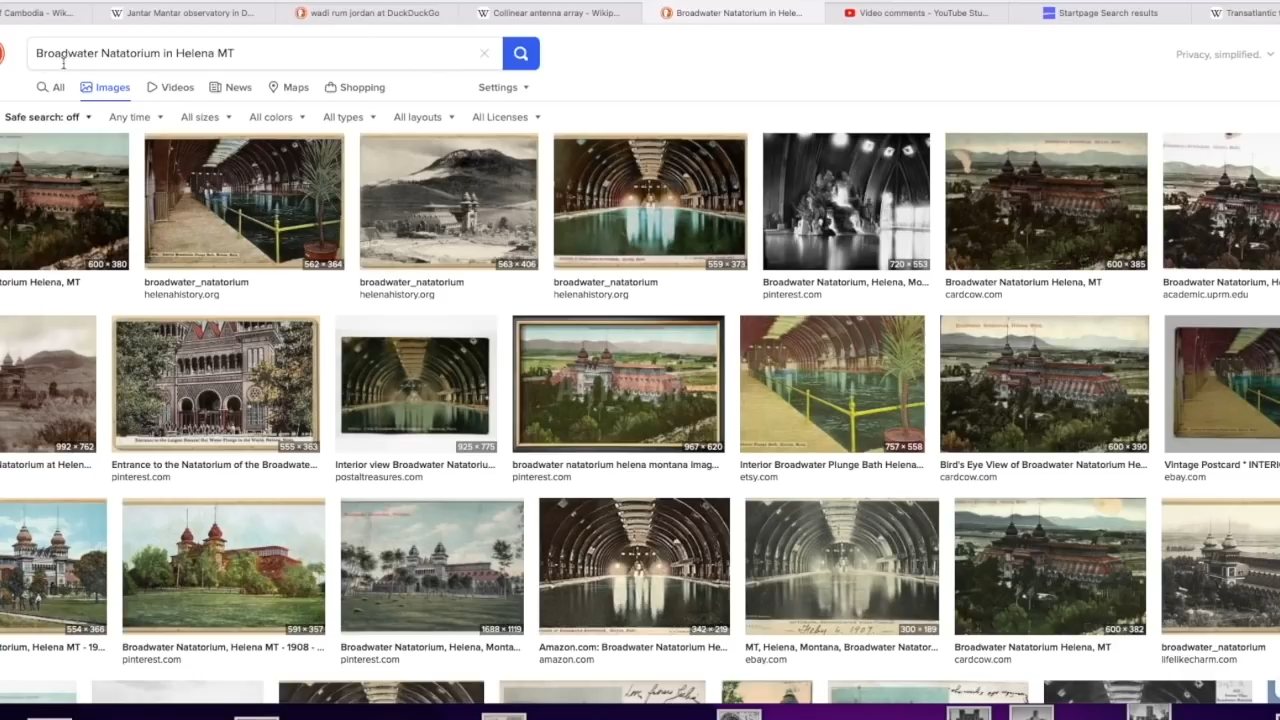 f Cambodia - Wik...
Jantar Mantar observatory in D...
wadi rum jordan at DuckDuckGo
Collinear antenna array - Wikip...
Broadwater Natatorium in Hele...
Video comments - YouTube Stu...
Startpage Search results
Transatlantic
Broadwater Natatorium in Helena MT
Privacy, simplified.
All
Images
Videos
News
Maps
Shopping
Settings
Safe search: off
Any time
All sizes
All colors
All types
All layouts
All Licenses
600 × 380
562 × 364
563 × 406
559 × 373
720 × 553
600 × 385
torium Helena, MT
broadwater_natatorium
broadwater_natatorium
broadwater_natatorium
Broadwater Natatorium, Helena, Mo...
Broadwater Natatorium Helena, MT
Broadwater Natatorium, He
helenahistory.org
helenahistory.org
helenahistory.org
pinterest.com
cardcow.com
academic.uprm.edu
992 × 762
555 × 363
925 × 775
967 × 620
757 × 558
600 × 390
Natatorium at Helen...
Entrance to the Natatorium of the Broadwate...
Interior view Broadwater Natatoriu...
broadwater natatorium helena montana Imag...
Interior Broadwater Plunge Bath Helena...
Bird's Eye View of Broadwater Natatorium He...
Vintage Postcard * INTERI
pinterest.com
postaltreasures.com
pinterest.com
etsy.com
cardcow.com
ebay.com
554 × 366
591 × 357
1688 × 1119
342 × 219
Feby 6, 1907
300 × 189
600 × 382
torium, Helena MT - 19...
Broadwater Natatorium, Helena MT - 1908 - ...
Broadwater Natatorium, Helena, Monta...
Amazon.com: Broadwater Natatorium He...
MT, Helena, Montana, Broadwater Natator...
Broadwater Natatorium Helena, MT
broadwater_natatorium
pinterest.com
pinterest.com
amazon.com
ebay.com
cardcow.com
lifelikecharm.com